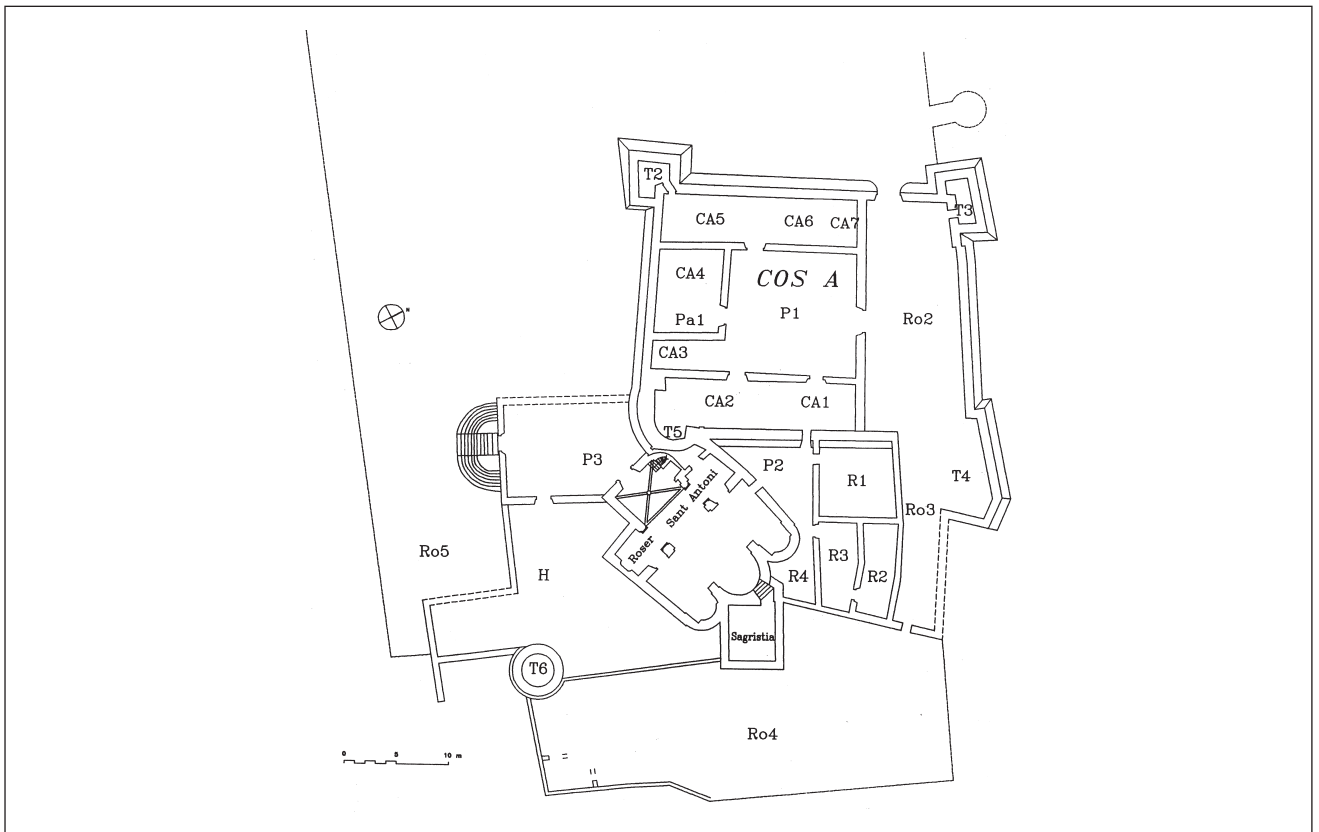 T2
T3
CA5
CA6
CA7
CA4
COS A
P1
Pa1
Ro2
CA3
CA2
CA1
T5
P3
P2
Sant Antoni
Roser
R1
T4
Ro3
Ro5
H
R4
R3
R2
Sagristia
T6
Ro4
0 5 10 m
N